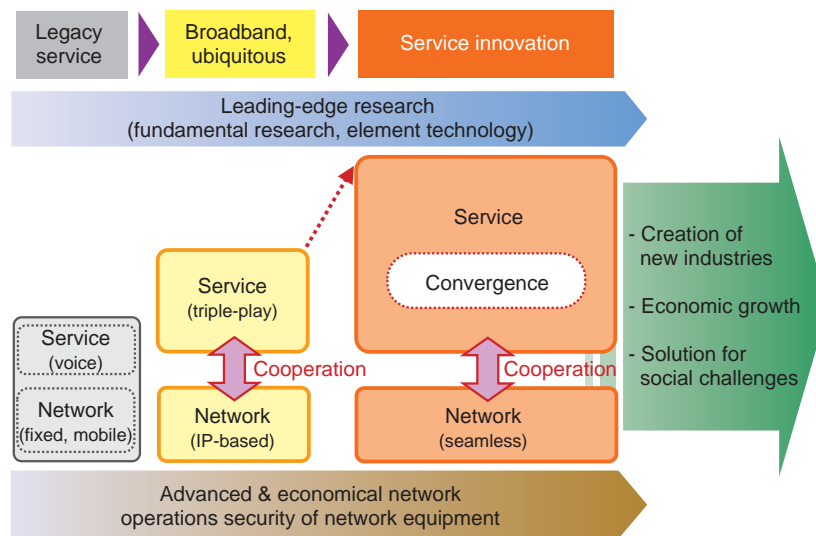 Legacy
service
Broadband,
ubiquitous
Service innovation
Leading-edge research
(fundamental research, element technology)
Service
(voice)
Network
(fixed, mobile)
Service
(triple-play)
Cooperation
Network
(IP-based)
Service
Convergence
Cooperation
Network
(seamless)
- Creation of
new industries
- Economic growth
- Solution for
social challenges
Advanced & economical network
operations security of network equipment